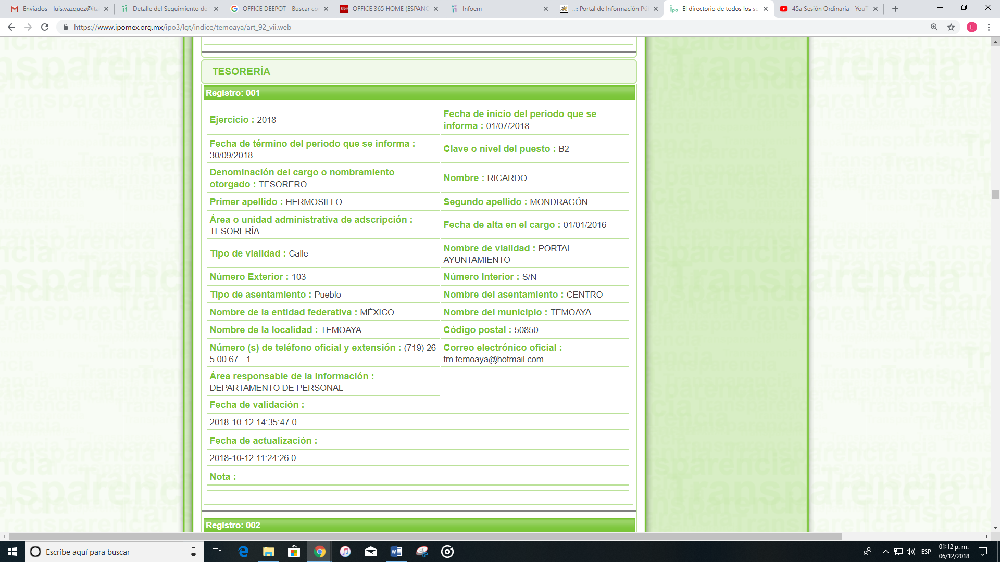 Enviados - luis.vazquez@ita
Detalle del Seguimiento de
OFFICE DEEPOT - Buscar co
OFFICE 365 HOME (ESPANO
Infoem
..:: Portal de Información Pú
El directorio de todos los se
45a Sesión Ordinaria - YouT
https://www.ipomex.org.mx/ipo3/lgt/indice/temoaya/art_92_vii.web
L
TESORERÍA
Registro: 001
Ejercicio : 2018
Fecha de inicio del periodo que se
informa : 01/07/2018
Fecha de término del periodo que se informa :
30/09/2018
Clave o nivel del puesto : B2
Denominación del cargo o nombramiento
otorgado : TESORERO
Nombre : RICARDO
Primer apellido : HERMOSILLO
Segundo apellido : MONDRAGÓN
Área o unidad administrativa de adscripción :
TESORERÍA
Fecha de alta en el cargo : 01/01/2016
Tipo de vialidad : Calle
Nombre de vialidad : PORTAL
AYUNTAMIENTO
Número Exterior : 103
Número Interior : S/N
Tipo de asentamiento : Pueblo
Nombre del asentamiento : CENTRO
Nombre de la entidad federativa : MÉXICO
Nombre del municipio : TEMOAYA
Nombre de la localidad : TEMOAYA
Código postal : 50850
Número (s) de teléfono oficial y extensión : (719) 26
5 00 67 - 1
Correo electrónico oficial :
tm.temoaya@hotmail.com
Área responsable de la información :
DEPARTAMENTO DE PERSONAL
Fecha de validación :
2018-10-12 14:35:47.0
Fecha de actualización :
2018-10-12 11:24:26.0
Nota :
Registro: 002
Escribe aquí para buscar
ESP
01:12 p. m.
06/12/2018